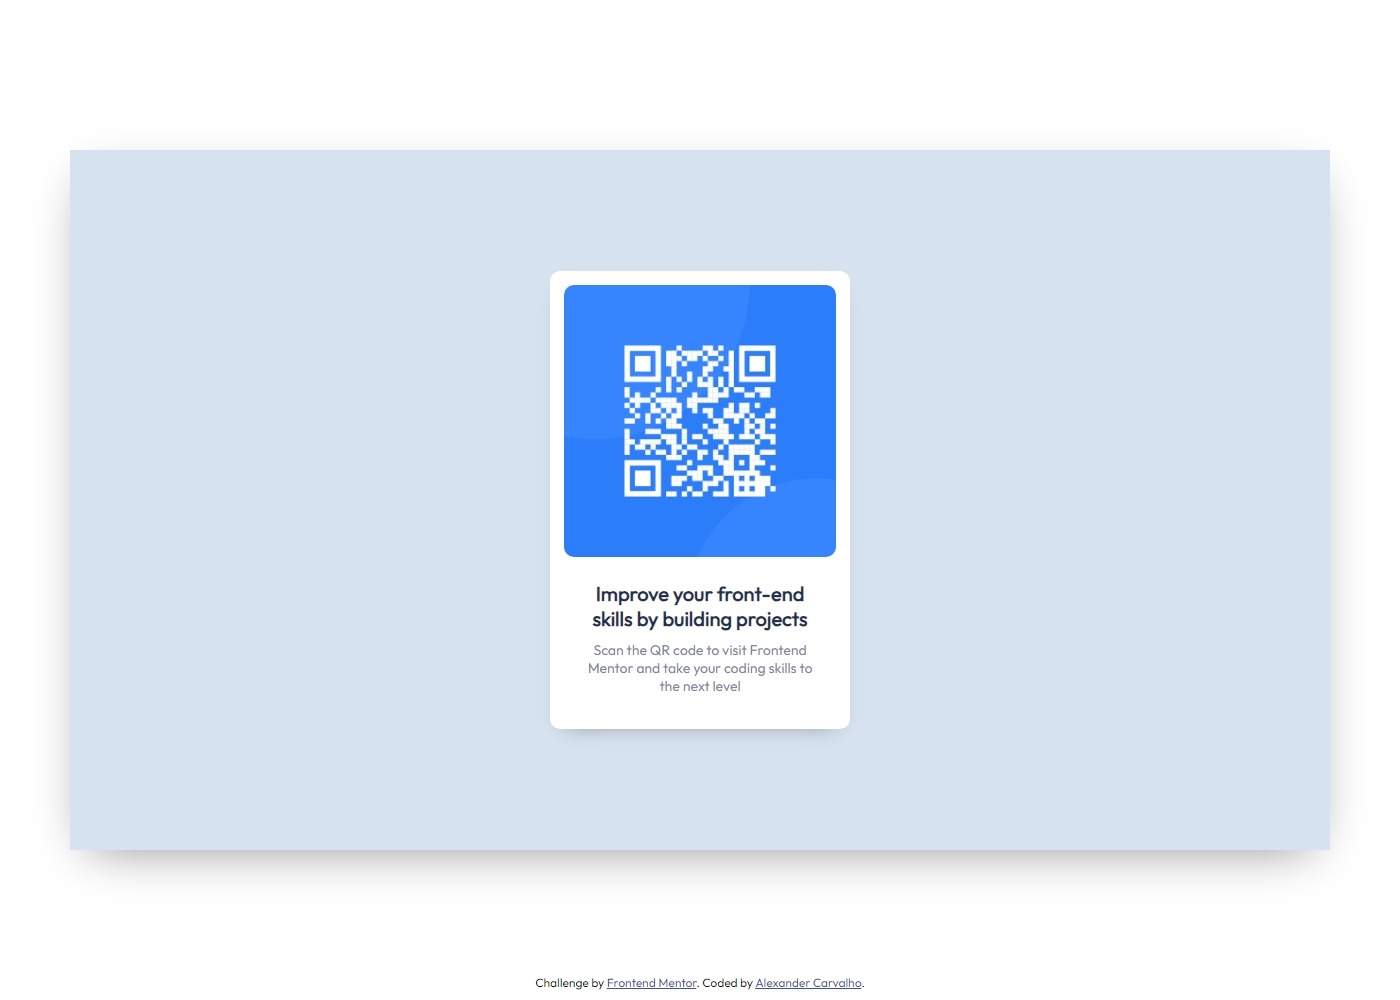 Improve your front-end
skills by building projects
Scan the QR code to visit Frontend
Mentor and take your coding skills to
the next level
Challenge by Frontend Mentor. Coded by Alexander Carvalho.